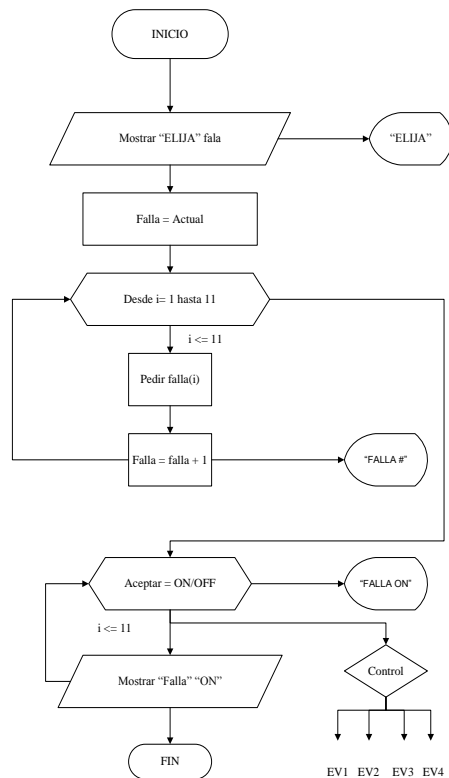 INICIO
Mostrar “ELIJA” fala
“ELIJA”
Falla = Actual
Desde i= 1 hasta 11
i <= 11
Pedir falla(i)
Falla = falla + 1
“FALLA #”
Aceptar = ON/OFF
“FALLA ON”
i <= 11
Control
Mostrar “Falla” “ON”
FIN
EV1 EV2 EV3 EV4